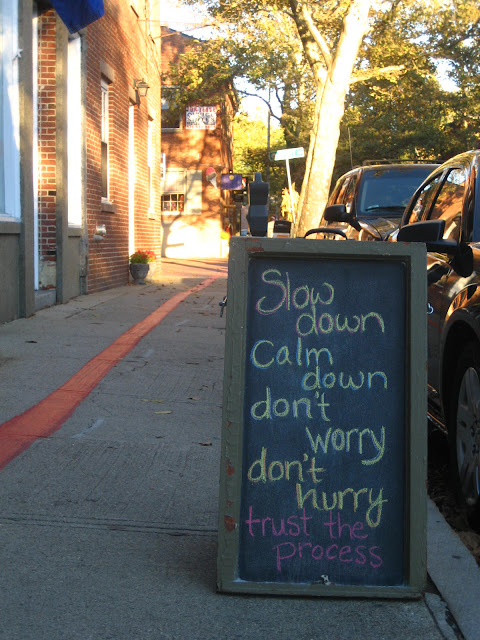 Slow
down
Calm
down
don't
worry
don't
hurry
trust the
process